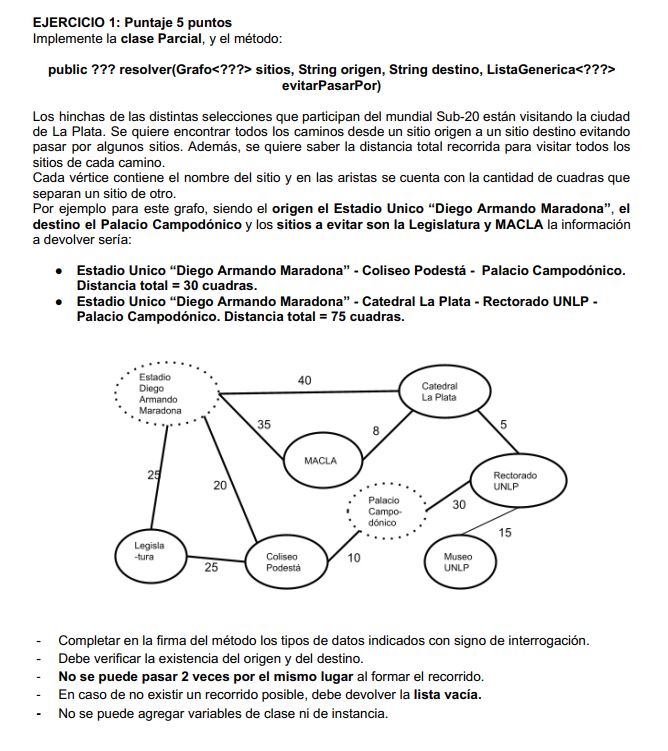 EJERCICIO 1: Puntaje 5 puntos
Implemente la clase Parcial, y el método:
public ??? resolver(Grafo<???> sitios, String origen, String destino, ListaGenerica<???>
evitarPasarPor)
Los hinchas de las distintas selecciones que participan del mundial Sub-20 están visitando la ciudad
de La Plata. Se quiere encontrar todos los caminos desde un sitio origen a un sitio destino evitando
pasar por algunos sitios. Además, se quiere saber la distancia total recorrida para visitar todos los
sitios de cada camino.
Cada vértice contiene el nombre del sitio y en las aristas se cuenta con la cantidad de cuadras que
separan un sitio de otro.
Por ejemplo para este grafo, siendo el origen el Estadio Unico “Diego Armando Maradona”, el
destino el Palacio Campodónico y los sitios a evitar son la Legislatura y MACLA la información
a devolver sería:
● Estadio Unico “Diego Armando Maradona” - Coliseo Podestá - Palacio Campodónico.
Distancia total = 30 cuadras.
● Estadio Unico “Diego Armando Maradona” - Catedral La Plata - Rectorado UNLP -
Palacio Campodónico. Distancia total = 75 cuadras.
Estadio
Diego
Armando
Maradona
40
Catedral
La Plata
35
8
5
MACLA
25
20
Rectorado
UNLP
Palacio
Campo-
dónico
30
15
Legisla
-tura
25
Coliseo
Podestá
10
Museo
UNLP
- Completar en la firma del método los tipos de datos indicados con signo de interrogación.
- Debe verificar la existencia del origen y del destino.
- No se puede pasar 2 veces por el mismo lugar al formar el recorrido.
- En caso de no existir un recorrido posible, debe devolver la lista vacía.
- No se puede agregar variables de clase ni de instancia.